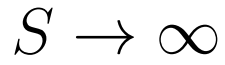 S → ∞